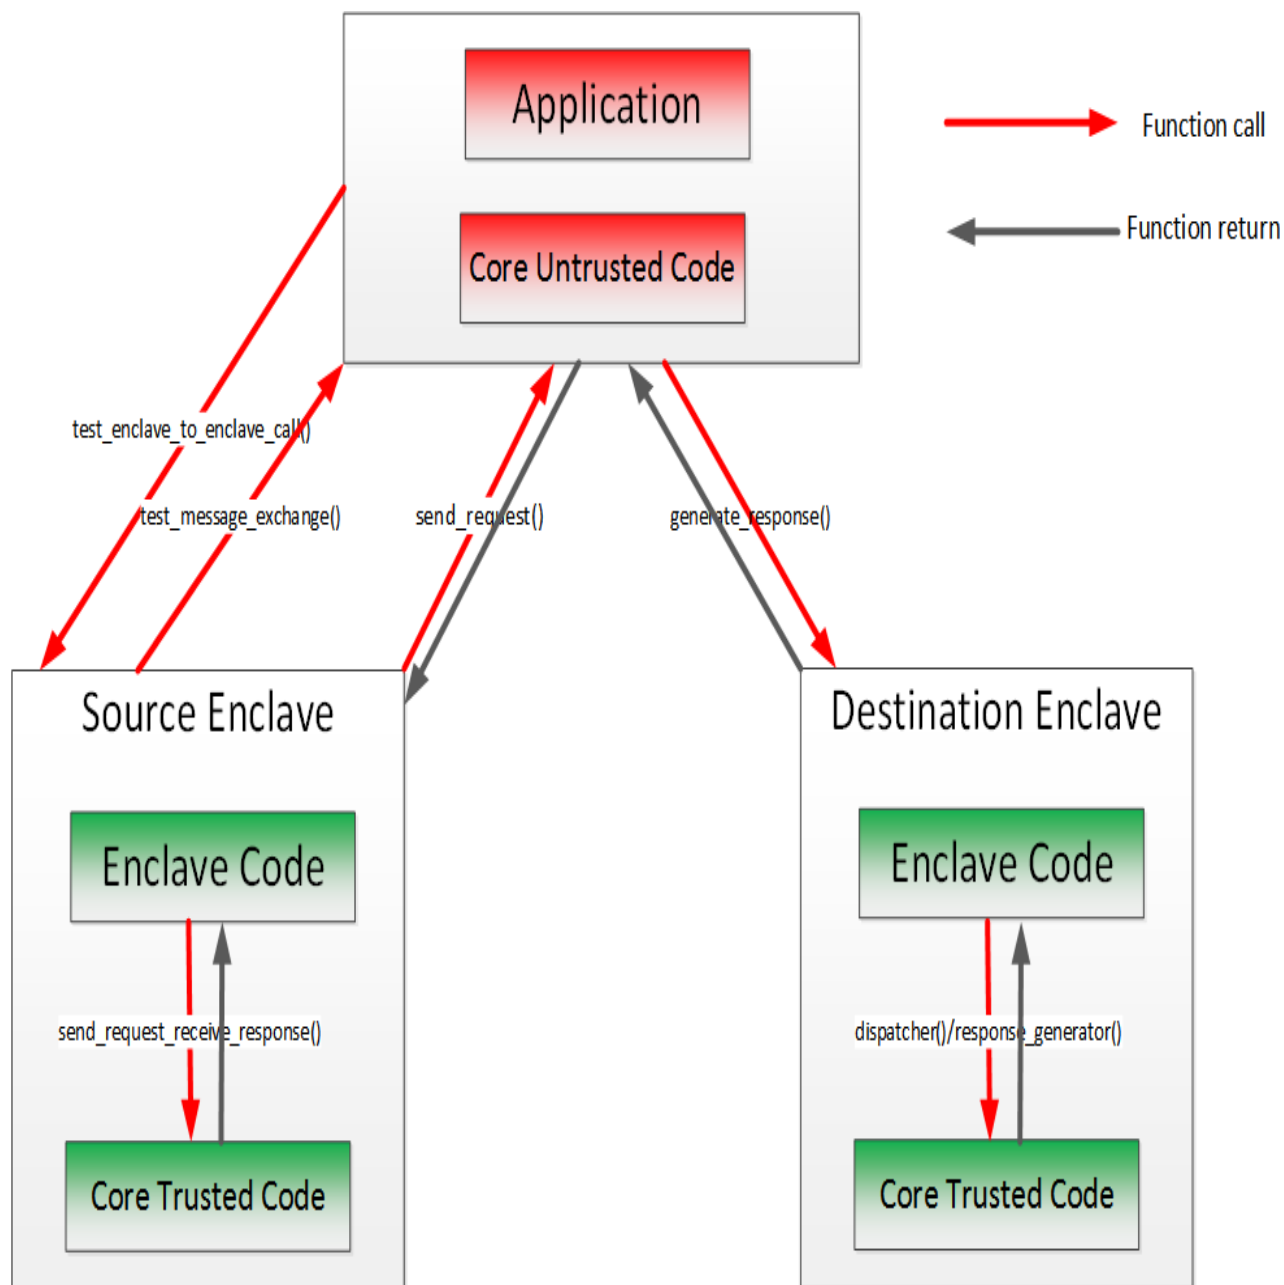 Application
Function call
Function return
Core Untrusted Code
test_enclave_to_enclave_call()
test_message_exchange()
send_request()
generate_response()
Source Enclave
Destination Enclave
Enclave Code
Enclave Code
send_request_receive_response()
dispatcher()/response_generator()
Core Trusted Code
Core Trusted Code